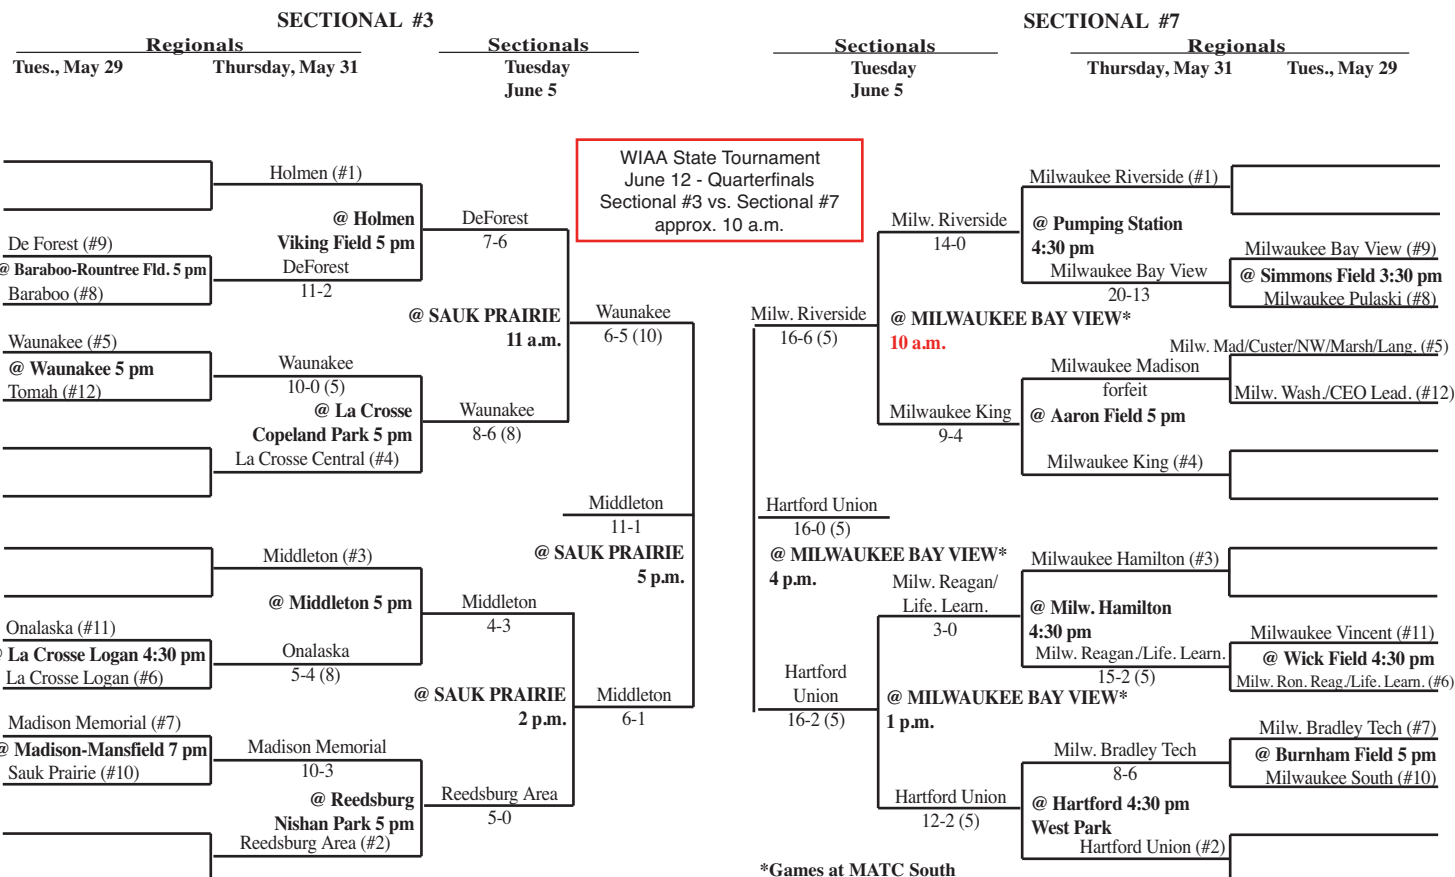 SECTIONAL #3
Regionals
Sectionals
Tues., May 29
Thursday, May 31
Tuesday
June 5
Holmen (#1)
@ Holmen
Viking Field 5 pm
De Forest (#9)
@ Baraboo-Rountree Fld. 5 pm
Baraboo (#8)
DeForest
11-2
DeForest
7-6
Waunakee (#5)
@ Waunakee 5 pm
Tomah (#12)
Waunakee
10-0 (5)
@ La Crosse
Copeland Park 5 pm
La Crosse Central (#4)
Waunakee
8-6 (8)
@ SAUK PRAIRIE
11 a.m.
Waunakee
6-5 (10)
Middleton
11-1
@ SAUK PRAIRIE
5 p.m.
Middleton (#3)
@ Middleton 5 pm
Onalaska (#11)
@ La Crosse Logan 4:30 pm
La Crosse Logan (#6)
Onalaska
5-4 (8)
Middleton
4-3
@ SAUK PRAIRIE
2 p.m.
Middleton
6-1
Madison Memorial (#7)
@ Madison-Mansfield 7 pm
Sauk Prairie (#10)
Madison Memorial
10-3
@ Reedsburg
Nishan Park 5 pm
Reedsburg Area (#2)
Reedsburg Area
5-0
WIAA State Tournament
June 12 - Quarterfinals
Sectional #3 vs. Sectional #7
approx. 10 a.m.
SECTIONAL #7
Sectionals
Regionals
Tuesday
June 5
Thursday, May 31
Tues., May 29
Milwaukee Riverside (#1)
@ Pumping Station
4:30 pm
Milwaukee Bay View
20-13
Milwaukee Bay View (#9)
@ Simmons Field 3:30 pm
Milwaukee Pulaski (#8)
Milw. Riverside
14-0
Milw. Riverside
16-6 (5)
@ MILWAUKEE BAY VIEW*
10 a.m.
Milw. Mad/Custer/NW/Marsh/Lang. (#5)
Milw. Wash./CEO Lead. (#12)
Milwaukee Madison
forfeit
@ Aaron Field 5 pm
Milwaukee King (#4)
Milwaukee King
9-4
Hartford Union
16-0 (5)
@ MILWAUKEE BAY VIEW*
4 p.m.
Milwaukee Hamilton (#3)
@ Milw. Hamilton
4:30 pm
Milw. Reagan./Life. Learn.
15-2 (5)
Milwaukee Vincent (#11)
@ Wick Field 4:30 pm
Milw. Ron. Reag./Life. Learn. (#6)
Milw. Reagan/
Life. Learn.
3-0
Hartford
Union
16-2 (5)
@ MILWAUKEE BAY VIEW*
1 p.m.
Milw. Bradley Tech (#7)
@ Burnham Field 5 pm
Milwaukee South (#10)
Milw. Bradley Tech
8-6
@ Hartford 4:30 pm
West Park
Hartford Union (#2)
Hartford Union
12-2 (5)
*Games at MATC South